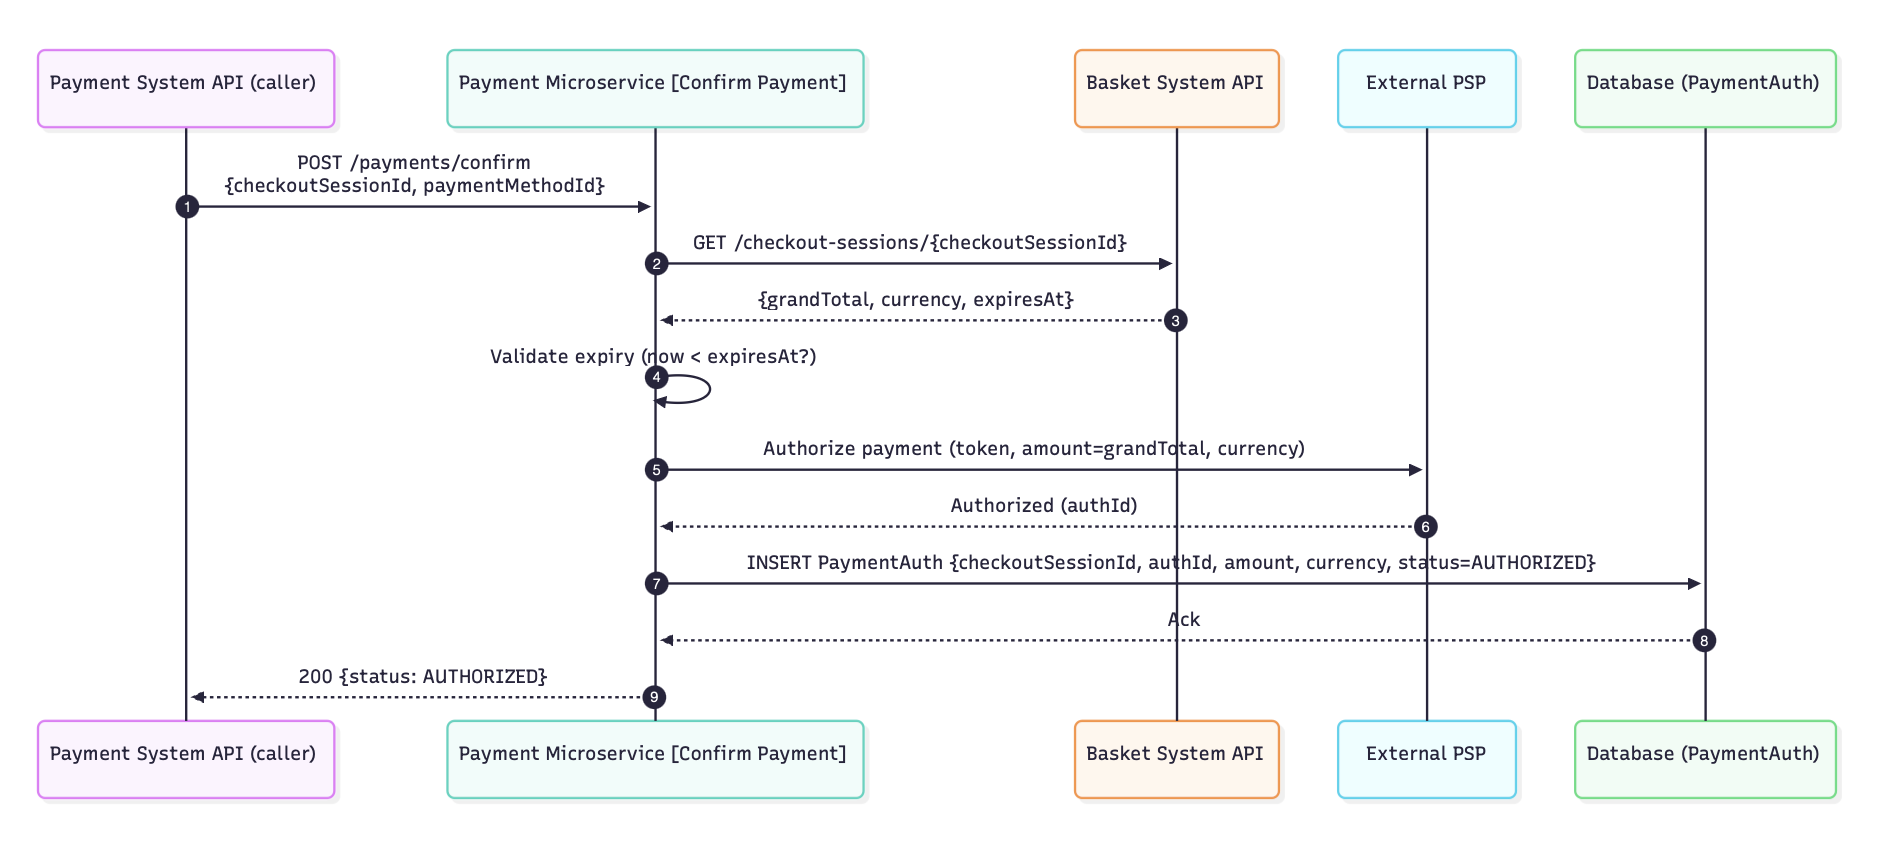 Payment System API (caller)
Payment Microservice [Confirm Payment]
Basket System API
External PSP
Database (PaymentAuth)
POST /payments/confirm
{checkoutSessionId, paymentMethodId}
1
GET /checkout-sessions/{checkoutSessionId}
2
{grandTotal, currency, expiresAt}
3
Validate expiry (now < expiresAt?)
4
Authorize payment (token, amount=grandTotal, currency)
5
Authorized (authId)
6
INSERT PaymentAuth {checkoutSessionId, authId, amount, currency, status=AUTHORIZED}
7
Ack
8
200 {status: AUTHORIZED}
9
Payment System API (caller)
Payment Microservice [Confirm Payment]
Basket System API
External PSP
Database (PaymentAuth)